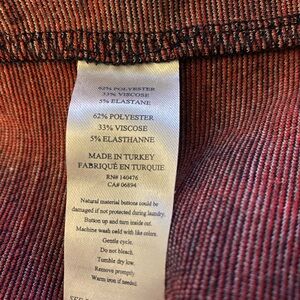 62% POLYESTER
33% VISCOSE
5% ELASTANE
62% POLYESTER
33% VISCOSE
5% ELASTHANNE
MADE IN TURKEY
FABRIQUÉ EN TURQUIE
RN# 140476
CA# 06894
Natural material buttons could be
damaged if not protected during laundry.
Button up and turn inside out.
Machine wash cold with like colors.
Gentle cycle.
Do not bleach.
Tumble dry low.
Remove promptly.
Warm iron if needed.